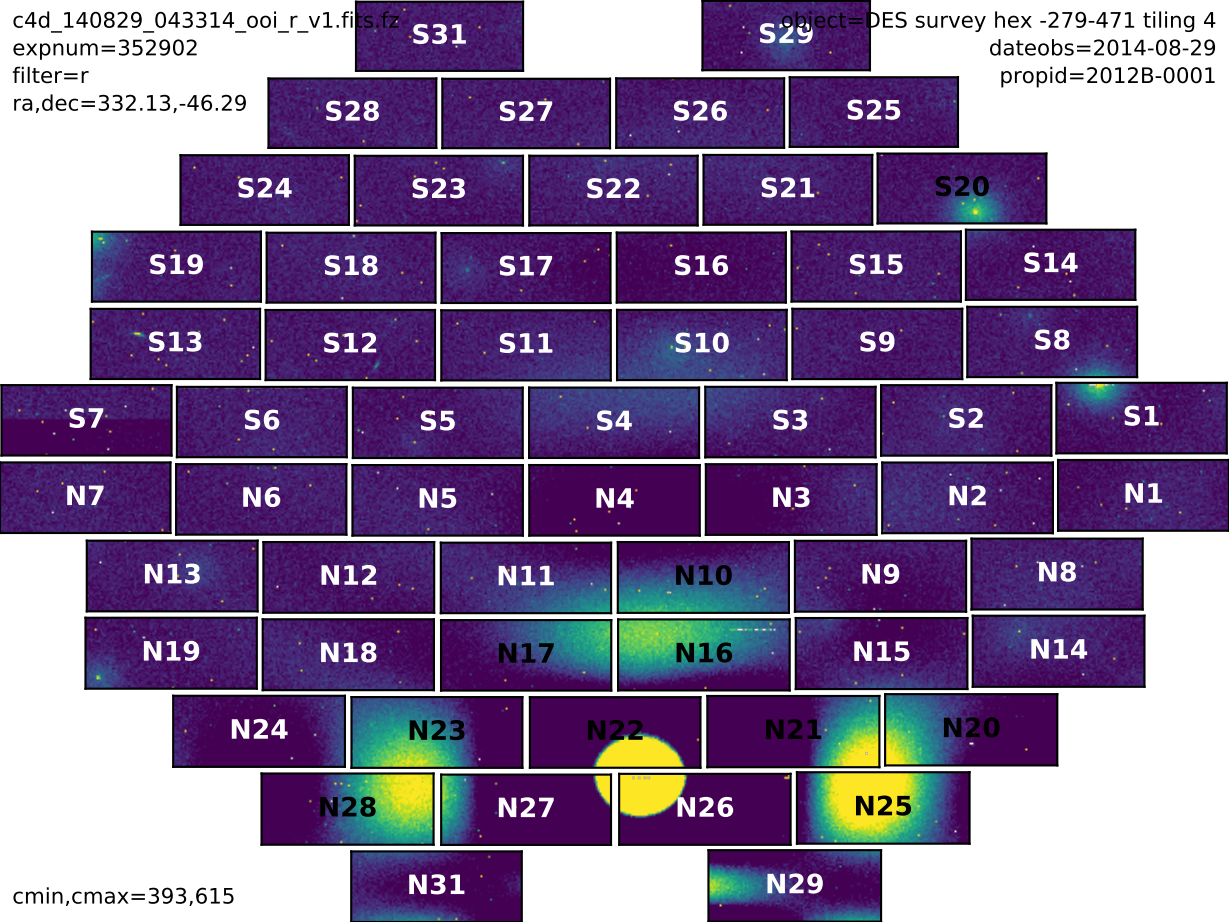 c4d_140829_043314_ooi_r_v1.fits.fz
expnum=352902
filter=r
ra,dec=332.13,-46.29
object=DES survey hex -279-471 tiling 4
dateobs=2014-08-29
propid=2012B-0001
S31 S29
S28 S27 S26 S25
S24 S23 S22 S21 S20
S19 S18 S17 S16 S15 S14
S13 S12 S11 S10 S9 S8
S7 S6 S5 S4 S3 S2 S1
N7 N6 N5 N4 N3 N2 N1
N13 N12 N11 N10 N9 N8
N19 N18 N17 N16 N15 N14
N24 N23 N22 N21 N20
N28 N27 N26 N25
N31 N29
cmin,cmax=393,615